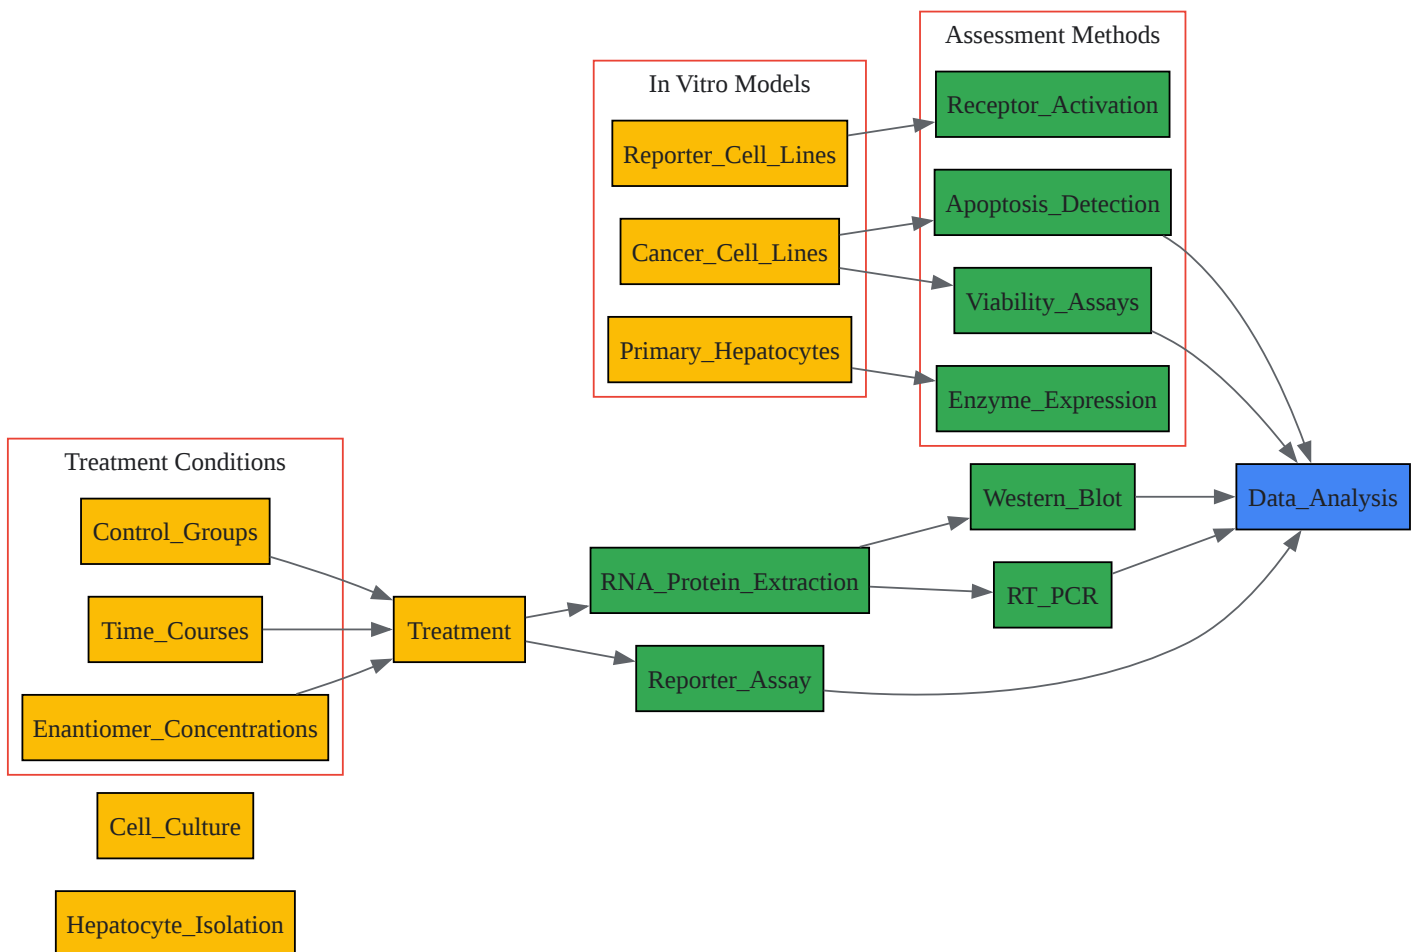 Assessment Methods
Receptor_Activation
Apoptosis_Detection
Viability_Assays
Enzyme_Expression
In Vitro Models
Reporter_Cell_Lines
Cancer_Cell_Lines
Primary_Hepatocytes
Treatment Conditions
Control_Groups
Time_Courses
Enantiomer_Concentrations
Treatment
RNA_Protein_Extraction
Reporter_Assay
Western_Blot
RT_PCR
Data_Analysis
Cell_Culture
Hepatocyte_Isolation